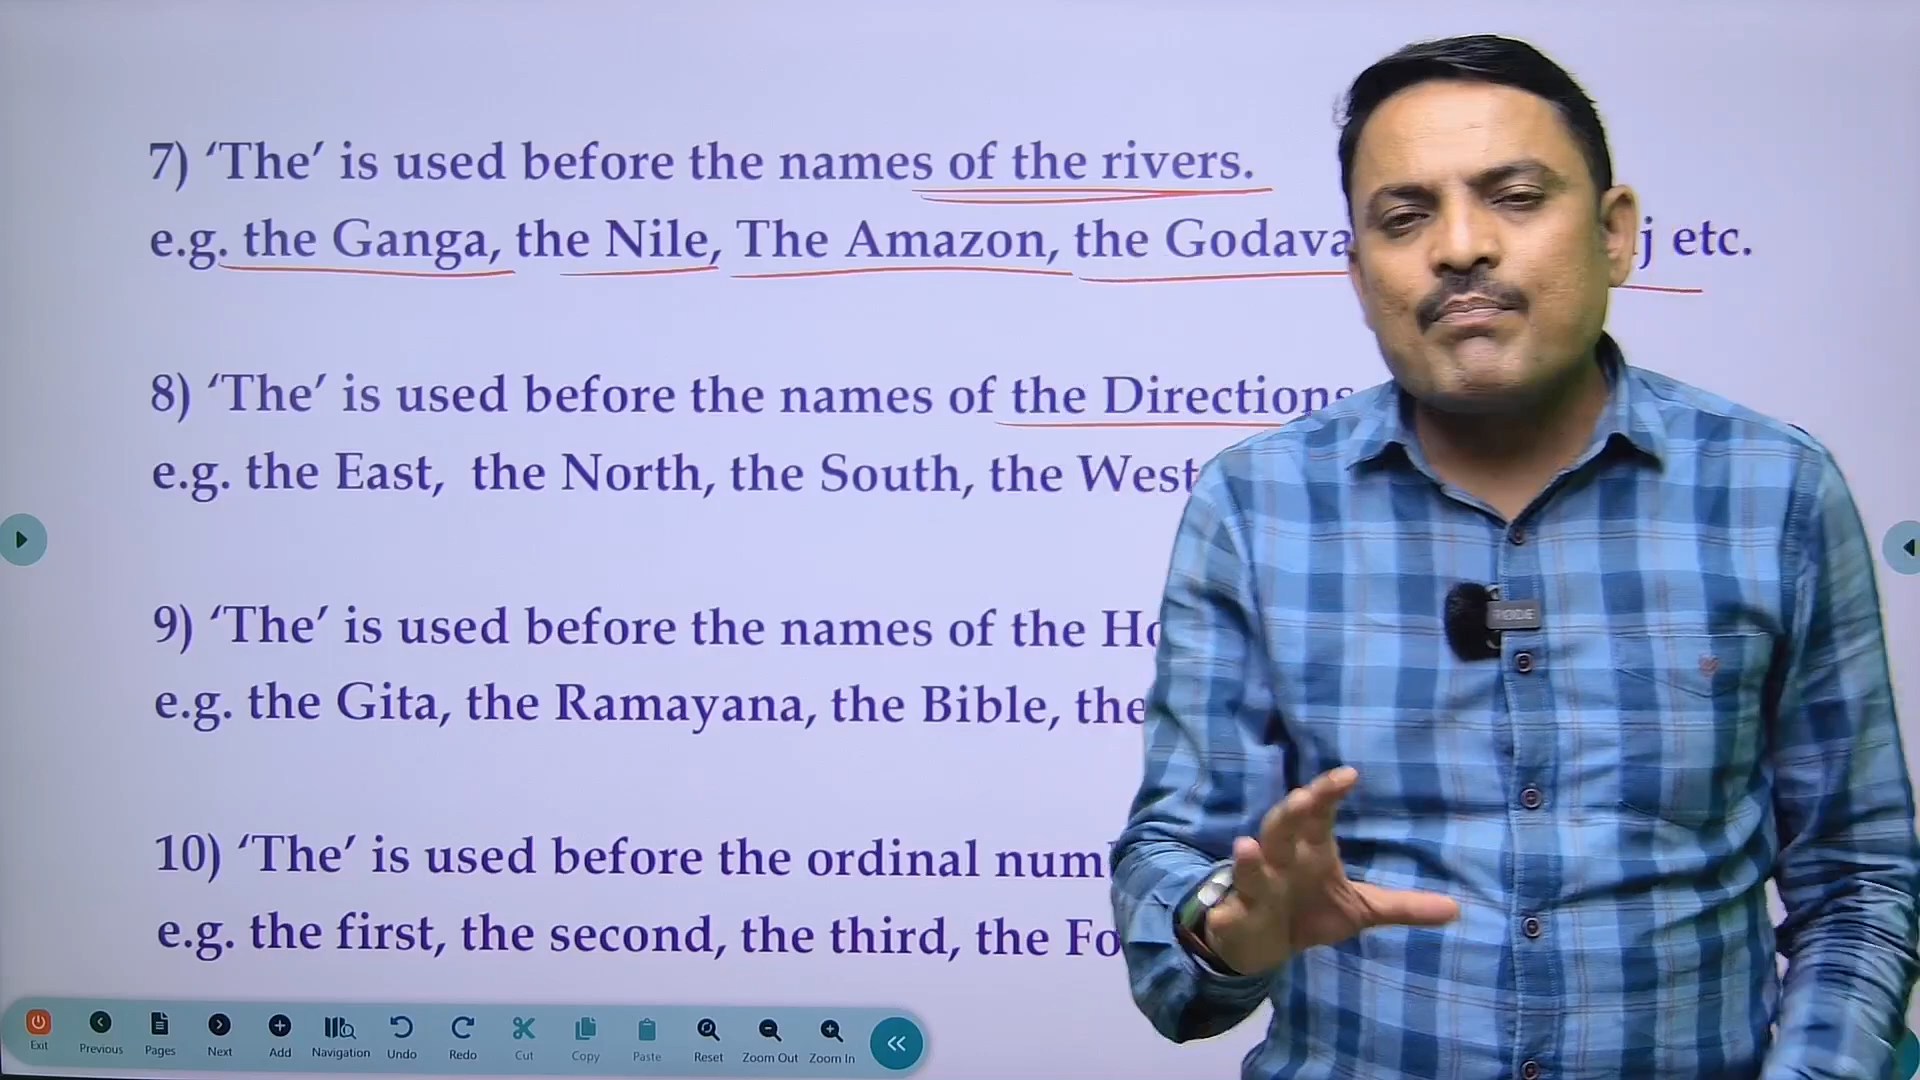 7) ‘The’ is used before the names of the rivers.
e.g. the Ganga, the Nile, The Amazon, the etc.
8) ‘The’ is used before the names of the Directions
e.g. the East, the North, the South, the West
9) ‘The’ is used before the names of the
e.g. the Gita, the Ramayana, the Bible, the
10) ‘The’ is used before the ordinal
e.g. the first, the second, the third, the
RODE
Exit
Previous
Pages
Next
Add
Navigation
Undo
Redo
Cut
Copy
Paste
Reset
Zoom Out
Zoom In